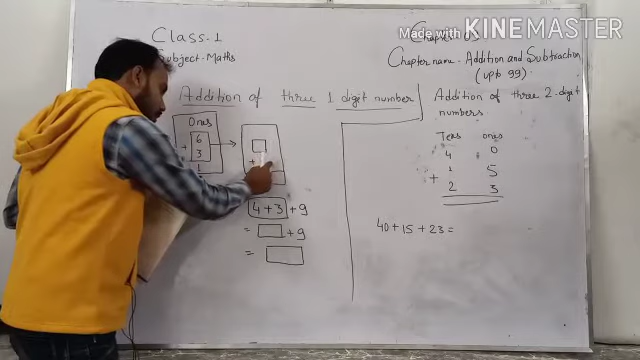 Class-1
Subject-Maths
Made with KINEMASTER
Chapter name- Addition and Subtraction
(upto 99)
Addition of three 1 digit number
Addition of three 2-digit
numbers
Ones
6
+ 3
1
+
4+3 +9
= +9
=
Tens ones
4 0
1 5
+ 2 3
40+15+23=